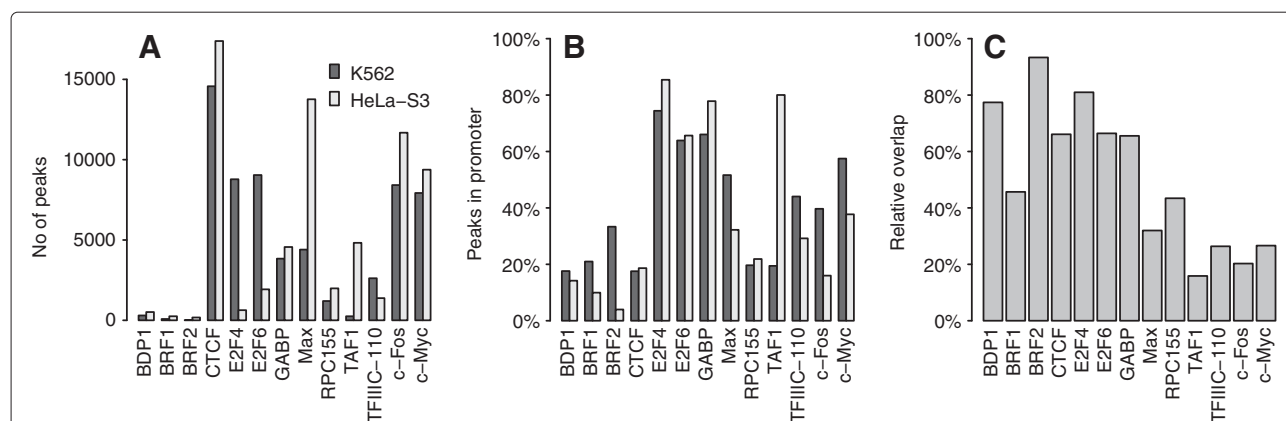 A
No of peaks
15000
10000
5000
0
K562
HeLa–S3
BDP1
BRF1
BRF2
CTCF
E2F4
E2F6
GABP
Max
RPC155
TAF1
TFIIIC–110
c–Fos
c–Myc
B
Peaks in promoter
100%
80%
60%
40%
20%
0%
BDP1
BRF1
BRF2
CTCF
E2F4
E2F6
GABP
Max
RPC155
TAF1
TFIIIC–110
c–Fos
c–Myc
C
Relative overlap
100%
80%
60%
40%
20%
0%
BDP1
BRF1
BRF2
CTCF
E2F4
E2F6
GABP
Max
RPC155
TAF1
TFIIIC–110
c–Fos
c–Myc